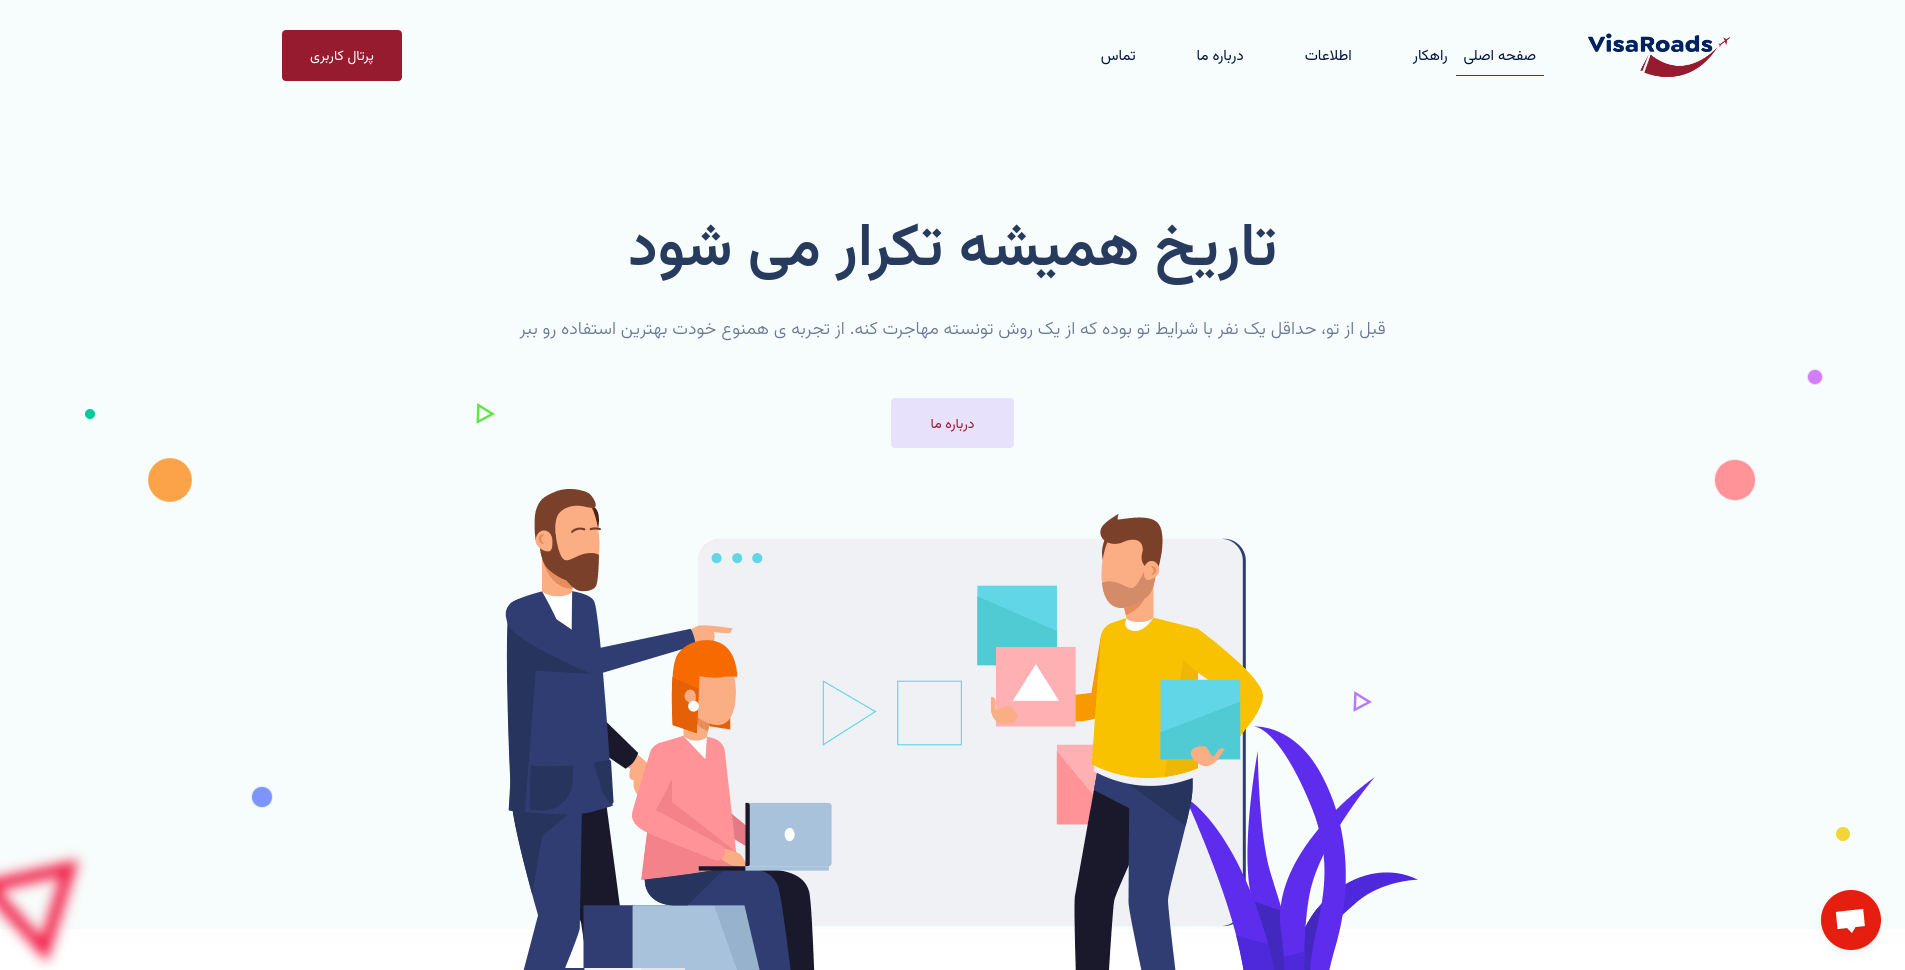 VisaRoads
صفحه اصلی
راهکار
اطلاعات
درباره ما
تماس
پرتال کاربری
تاریخ همیشه تکرار می شود
قبل از تو، حداقل یک نفر با شرایط تو بوده که از یک روش تونسته مهاجرت کنه. از تجربه ی همنوع خودت بهترین استفاده رو ببر
درباره ما